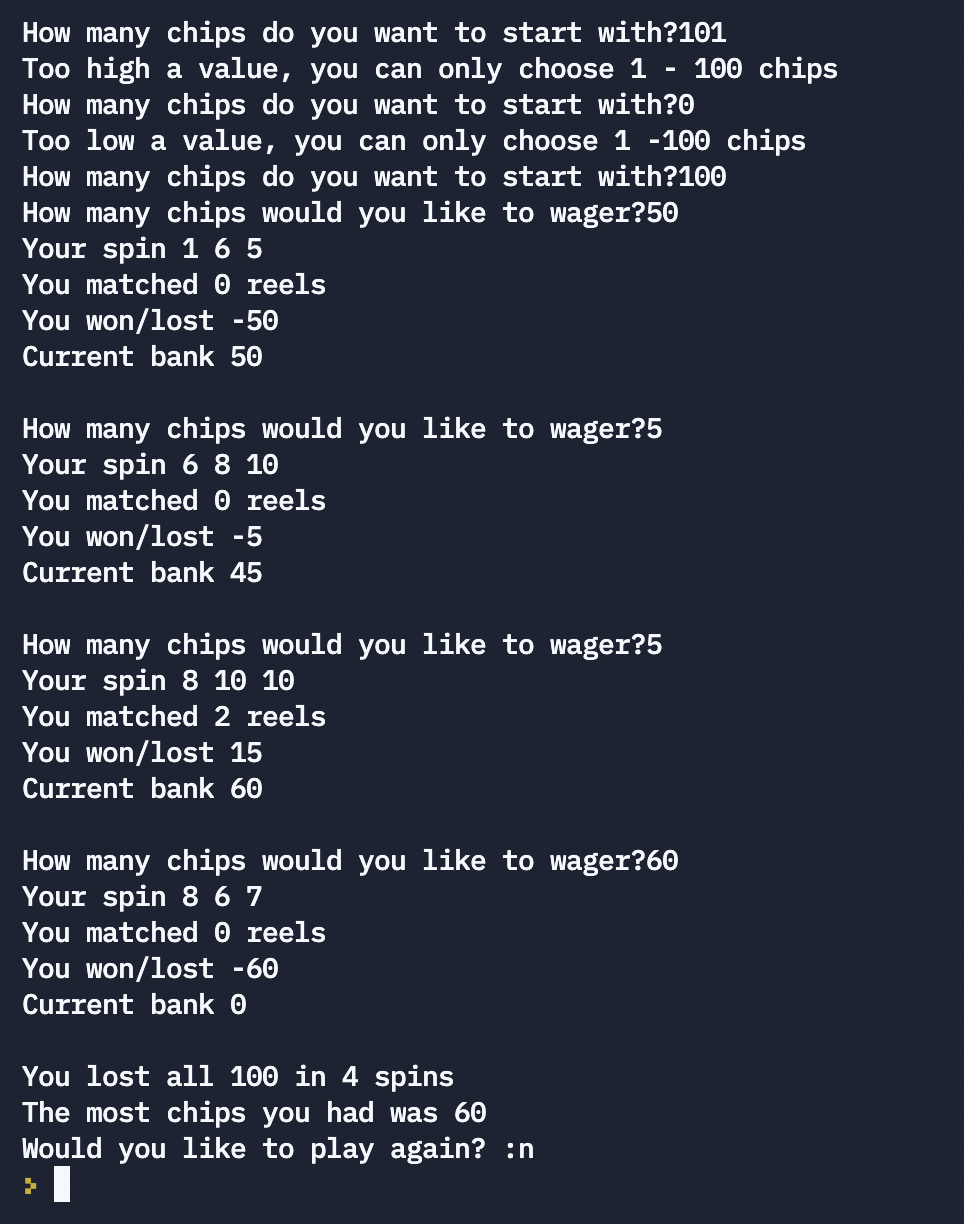 How many chips do you want to start with?101
Too high a value, you can only choose 1 - 100 chips
How many chips do you want to start with?0
Too low a value, you can only choose 1 -100 chips
How many chips do you want to start with?100
How many chips would you like to wager?50
Your spin 1 6 5
You matched 0 reels
You won/lost -50
Current bank 50

How many chips would you like to wager?5
Your spin 6 8 10
You matched 0 reels
You won/lost -5
Current bank 45

How many chips would you like to wager?5
Your spin 8 10 10
You matched 2 reels
You won/lost 15
Current bank 60

How many chips would you like to wager?60
Your spin 8 6 7
You matched 0 reels
You won/lost -60
Current bank 0

You lost all 100 in 4 spins
The most chips you had was 60
Would you like to play again? :n
>